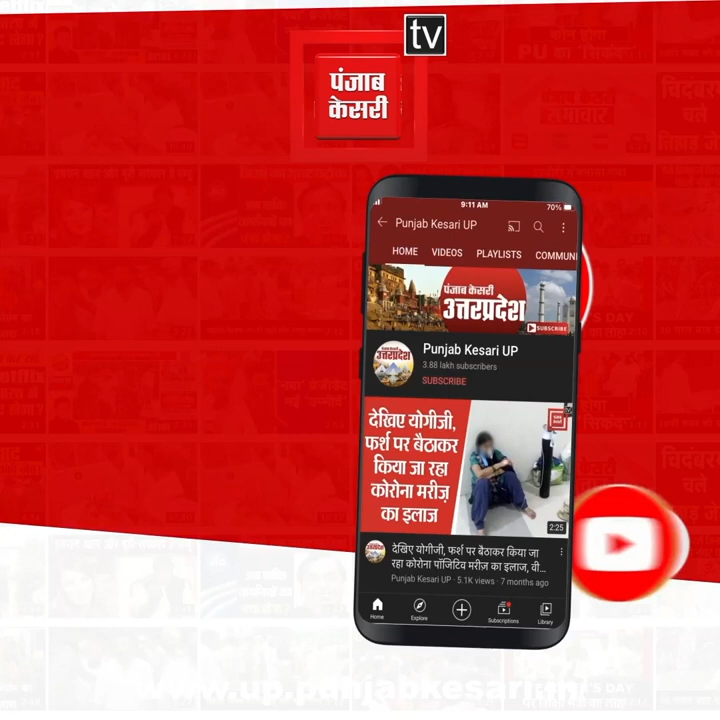 tv
पंजाब
केसरी
9:11 AM
70%
Punjab Kesari UP
HOME VIDEOS PLAYLISTS COMMUNI
पंजाब केसरी
उत्तरप्रदेश
SUBSCRIBE
उत्तरप्रदेश
Punjab Kesari UP
3.88 lakh subscribers
SUBSCRIBE
देखिए योगीजी,
फर्श पर बैठाकर
किया जा रहा
कोरोना मरीज़
का इलाज
2:25
देखिए योगीजी, फर्श पर बैठाकर किया जा
रहा कोरोना पॉजिटिव मरीज का इलाज, वी...
Punjab Kesari UP · 5.1K views · 7 months ago
Home Explore Subscriptions Library
www.up.punjabkesari.in